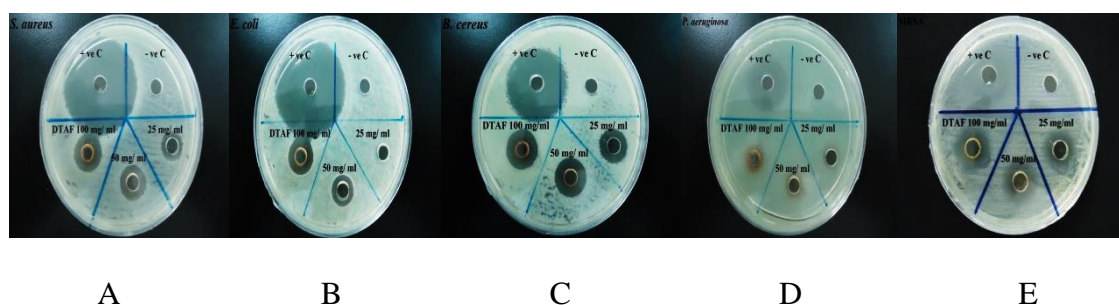 S. aureus
+ ve C
- ve C
DTAF 100 mg/ ml
25 mg/ ml
50 mg/ ml
E. coli
+ ve C
- ve C
DTAF 100 mg/ ml
25 mg/ ml
50 mg/ ml
B. cereus
+ ve C
- ve C
DTAF 100 mg/ ml
25 mg/ ml
50 mg/ ml
P. aeruginosa
+ ve C
- ve C
DTAF 100 mg/ ml
25 mg/ ml
50 mg/ ml
MRSA
+ ve C
- ve C
DTAF 100 mg/ ml
25 mg/ ml
50 mg/ ml
A B C D E